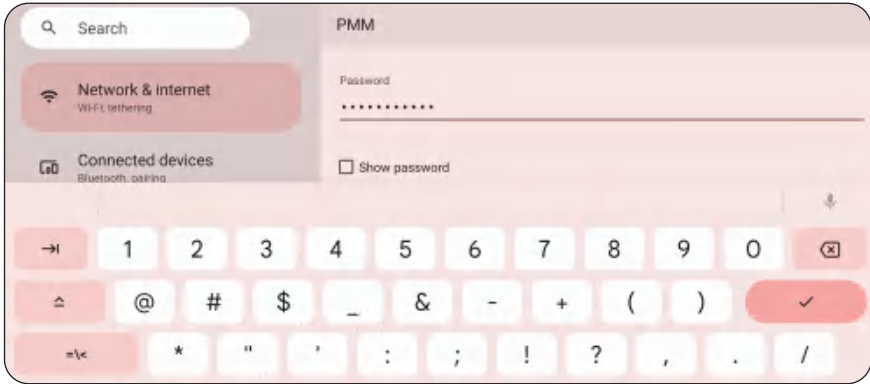 Search
PMM
Network & internet
Wi-Fi, tethering
Password
•••••••••••
Connected devices
Bluetooth, pairing
Show password
1 2 3 4 5 6 7 8 9 0
@ # $ _ & - + ( )
=\< * " ' : ; ! ? , . /